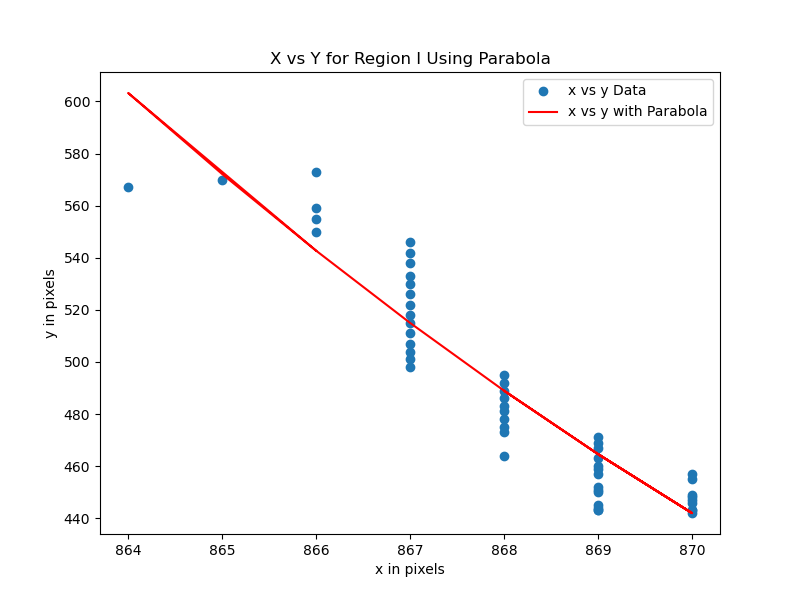 X vs Y for Region I Using Parabola
x vs y Data
x vs y with Parabola
600
580
560
540
520
500
480
460
440
y in pixels
864 865 866 867 868 869 870
x in pixels